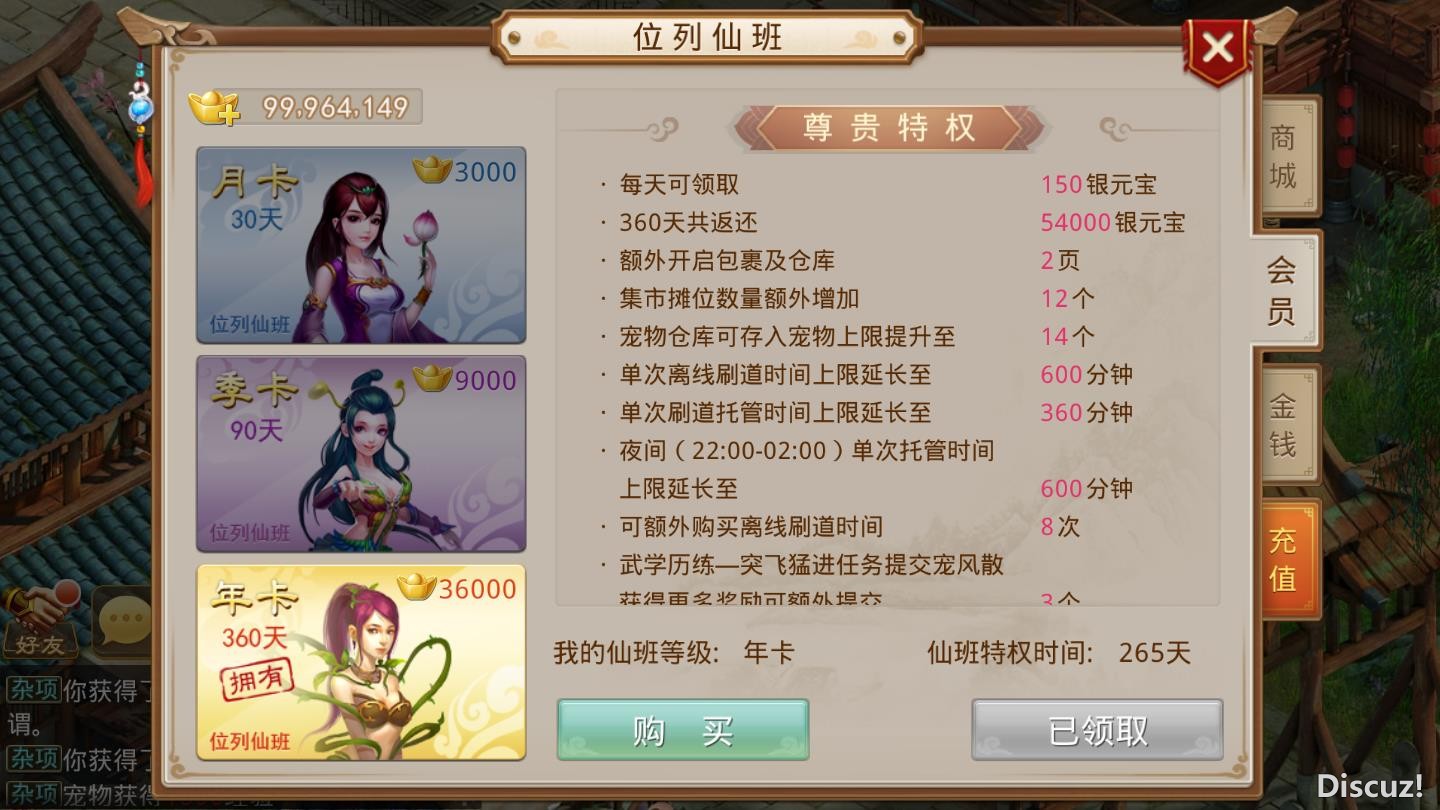 位列仙班
99,964,149
月卡
3000
30天
位列仙班
季卡
9000
90天
位列仙班
年卡
36000
360天
拥有
位列仙班
尊贵特权
· 每天可领取 150银元宝
· 360天共返还 54000银元宝
· 额外开启包裹及仓库 2页
· 集市摊位数量额外增加 12个
· 宠物仓库可存入宠物上限提升至 14个
· 单次离线刷道时间上限延长至 600分钟
· 单次刷道托管时间上限延长至 360分钟
· 夜间（22:00-02:00）单次托管时间
上限延长至 600分钟
· 可额外购买离线刷道时间 8次
· 武学历练—突飞猛进任务提交宠风散
获得更多奖励可额外提交 3个
我的仙班等级: 年卡
仙班特权时间: 265天
购买
已领取
商城
会员
金钱
充值
好友
杂项 你获得了
谓。
杂项 你获得了
杂项 宠物获得
Discuz!